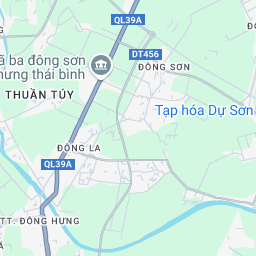 QL39A
ã ba đông sơn
hưng thái bình
DT456
ĐÔNG SƠN
THUẦN TÚY
Tạp hóa Dự Sơn
ĐÔNG LA
QL39A
TT. ĐÔNG HƯNG